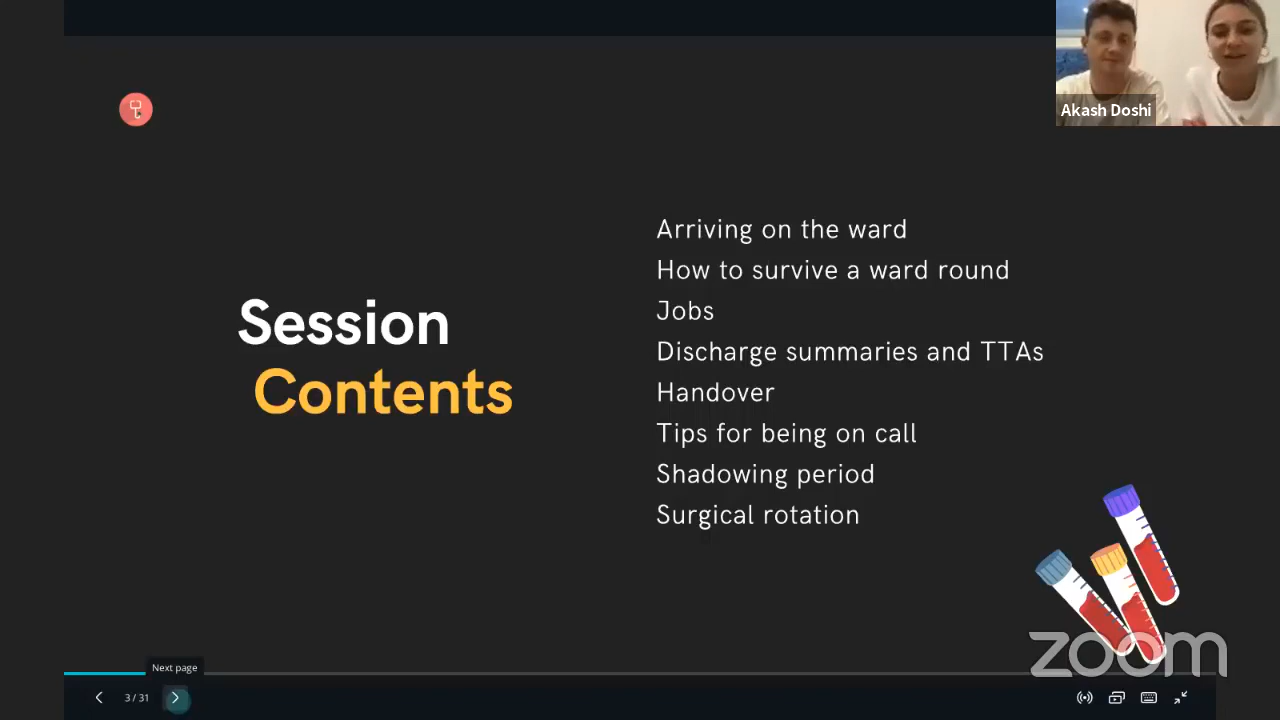 Akash Doshi
Session
Contents
Arriving on the ward
How to survive a ward round
Jobs
Discharge summaries and TTAs
Handover
Tips for being on call
Shadowing period
Surgical rotation
zoom
Next page
3 / 31